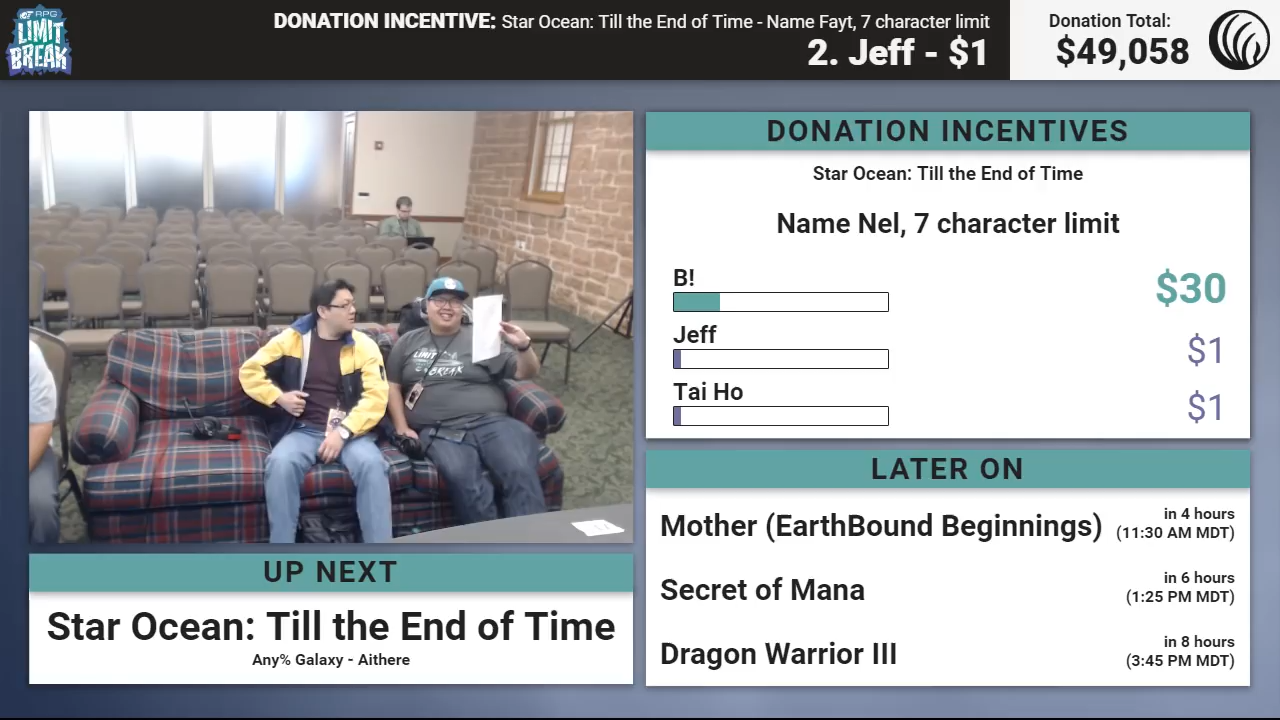 RPG
LIMIT
BREAK
DONATION INCENTIVE: Star Ocean: Till the End of Time - Name Fayt, 7 character limit
2. Jeff - $1
Donation Total:
$49,058
LIMIT
BREAK
UP NEXT
Star Ocean: Till the End of Time
Any% Galaxy - Aithere
DONATION INCENTIVES
Star Ocean: Till the End of Time
Name Nel, 7 character limit
B!
$30
Jeff
$1
Tai Ho
$1
LATER ON
Mother (EarthBound Beginnings)
in 4 hours
(11:30 AM MDT)
Secret of Mana
in 6 hours
(1:25 PM MDT)
Dragon Warrior III
in 8 hours
(3:45 PM MDT)